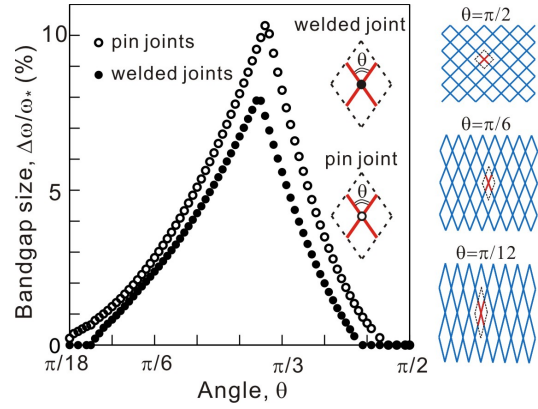 Bandgap size, Δω/ω* (%)
10
5
0
pin joints
welded joints
welded joint
θ
pin joint
θ
π/18
π/6
π/3
π/2
Angle, θ
θ=π/2
θ=π/6
θ=π/12